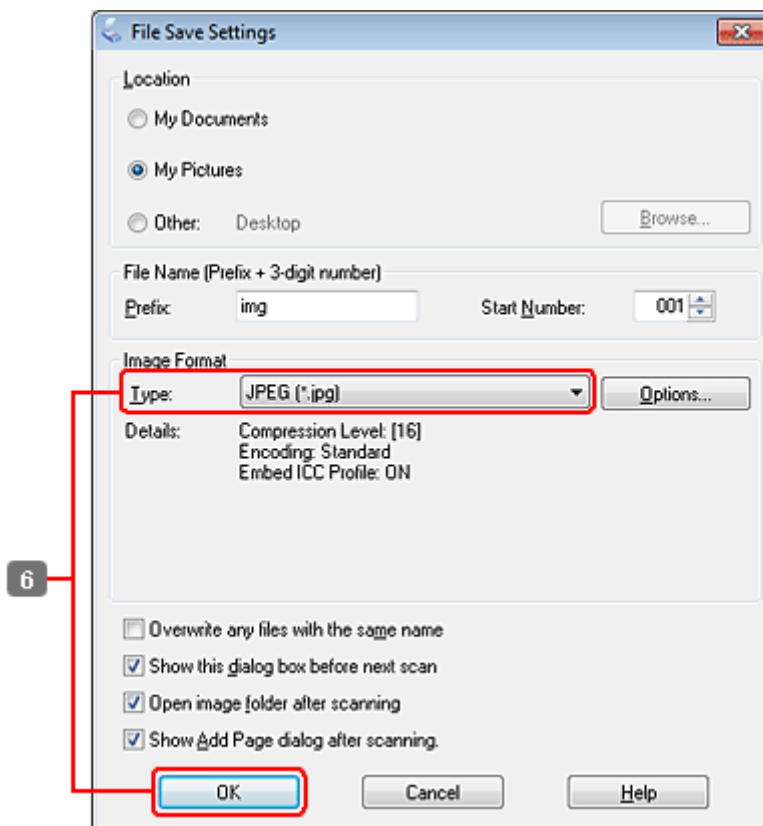 File Save Settings
Location
My Documents
My Pictures
Other: Desktop Browse...
File Name (Prefix + 3-digit number)
Prefix: img Start Number: 001
Image Format
Type: JPEG (*.jpg) Options...
Details: Compression Level: [16]
Encoding: Standard
Embed ICC Profile: ON
6
Overwrite any files with the same name
Show this dialog box before next scan
Open image folder after scanning
Show Add Page dialog after scanning.
OK Cancel Help